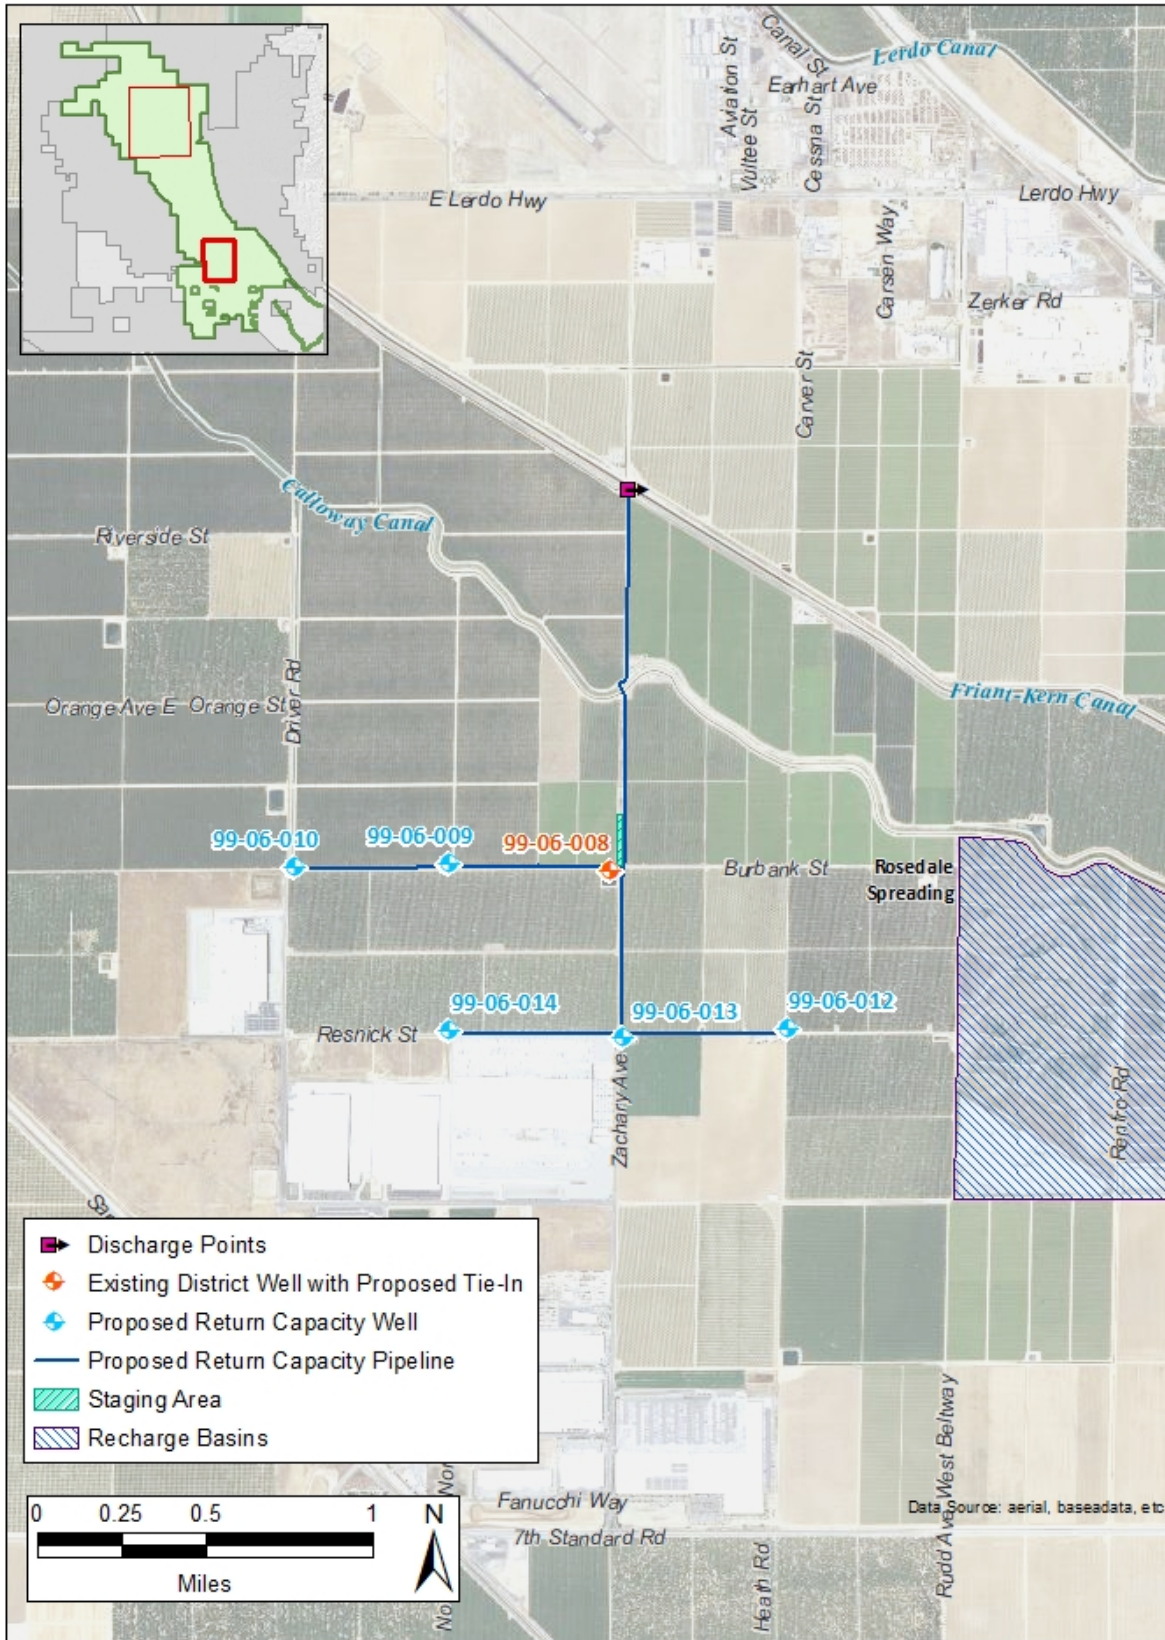 Canal St
Lerdo Canal
Aviation St
Earhart Ave
Vultee St
Cessna St
E Lerdo Hwy
Lerdo Hwy
Carsen Way
Zerker Rd
Carver St
Calloway Canal
Riverside St
Driver Rd
Orange Ave E
Orange St
Friant-Kern Canal
99-06-010
99-06-009
99-06-008
Burbank St
Rosedale
Spreading
99-06-014
99-06-013
99-06-012
Resnick St
Zachary Ave
Renfro Rd
Discharge Points
Existing District Well with Proposed Tie-In
Proposed Return Capacity Well
Proposed Return Capacity Pipeline
Staging Area
Recharge Basins
Rudd Ave
West Beltway
Fanucchi Way
Data Source: aerial, baseadata, etc
7th Standard Rd
Heath Rd
0 0.25 0.5 1
Miles
N